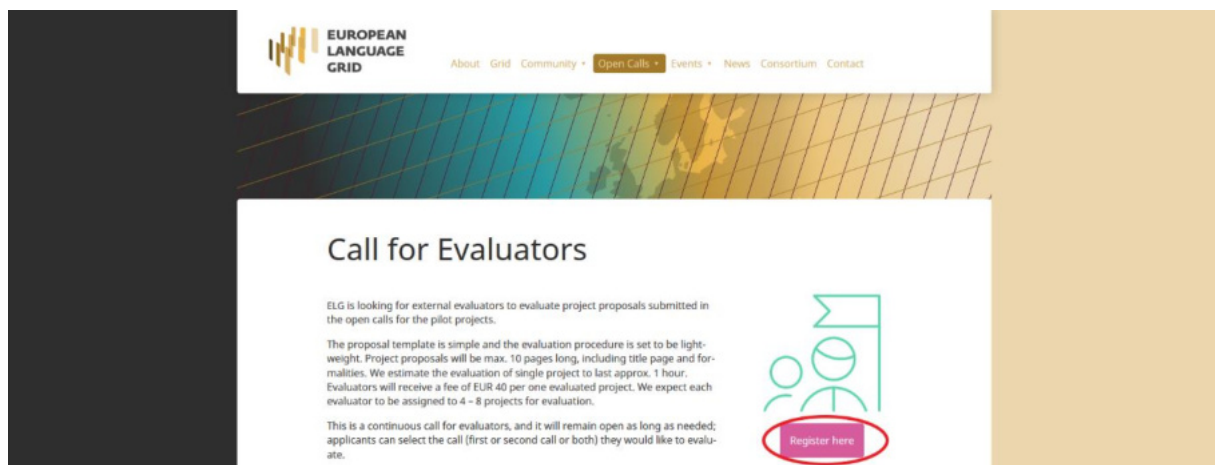 EUROPEAN
LANGUAGE
GRID
About Grid Community Open Calls Events News Consortium Contact
Call for Evaluators
ELG is looking for external evaluators to evaluate project proposals submitted in
the open calls for the pilot projects.
The proposal template is simple and the evaluation procedure is set to be light-
weight. Project proposals will be max. 10 pages long, including title page and for-
malities. We estimate the evaluation of single project to last approx. 1 hour.
Evaluators will receive a fee of EUR 40 per one evaluated project. We expect each
evaluator to be assigned to 4 – 8 projects for evaluation.
This is a continuous call for evaluators, and it will remain open as long as needed;
applicants can select the call (first or second call or both) they would like to evalu-
ate.
Register here